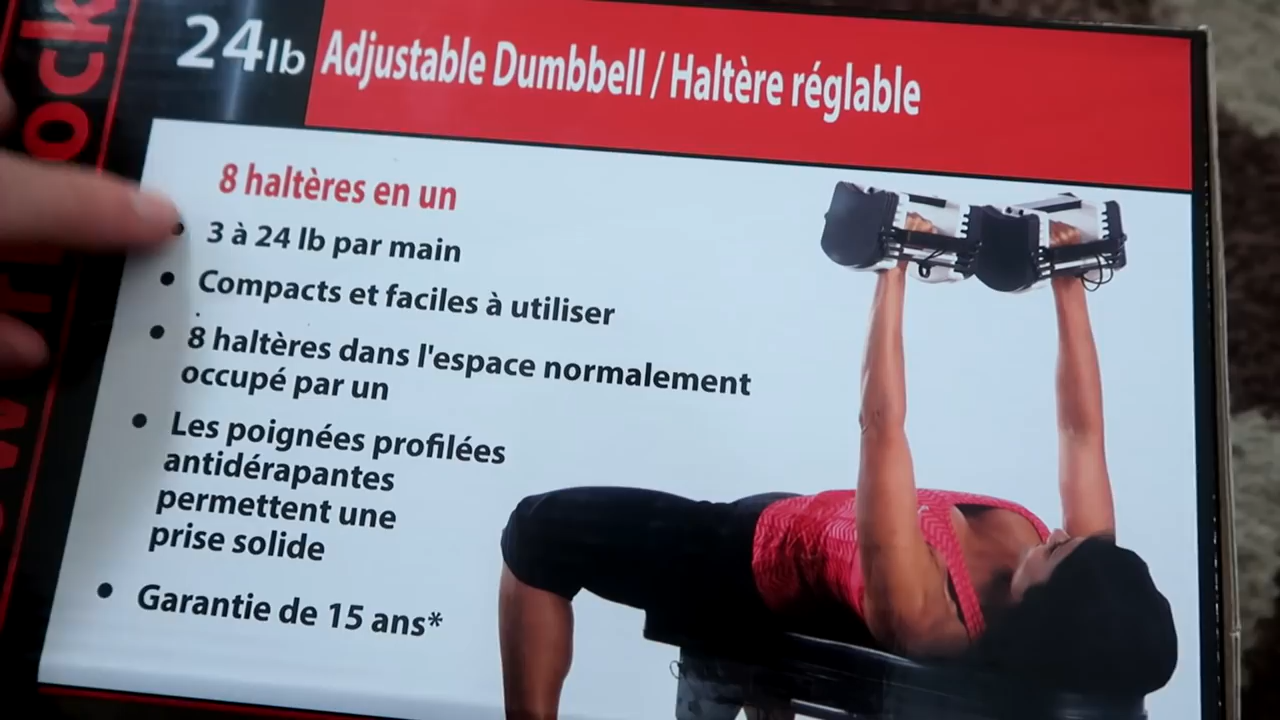 24lb Adjustable Dumbbell / Haltère réglable
8 haltères en un
• 3 à 24 lb par main
• Compacts et faciles à utiliser
• 8 haltères dans l'espace normalement
occupé par un
• Les poignées profilées
antidérapantes
permettent une
prise solide
• Garantie de 15 ans*